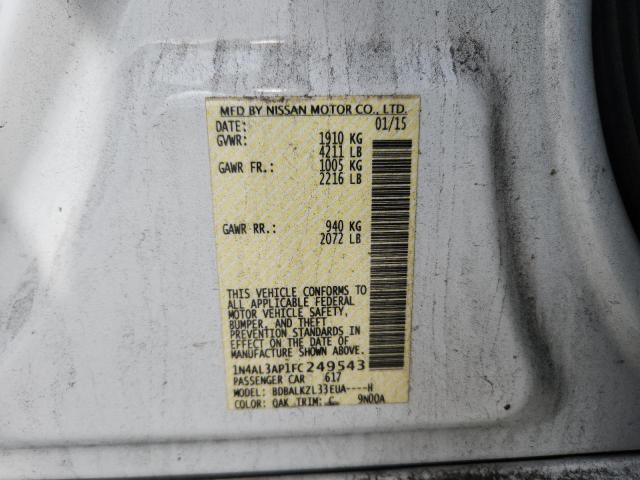 MFD BY NISSAN MOTOR CO., LTD.
DATE: 01/15
GVWR: 1910 KG
4211 LB
GAWR FR.: 1005 KG
2216 LB
GAWR RR.: 940 KG
2072 LB
THIS VEHICLE CONFORMS TO
ALL APPLICABLE FEDERAL
MOTOR VEHICLE SAFETY,
BUMPER, AND THEFT
PREVENTION STANDARDS IN
EFFECT ON THE DATE OF
MANUFACTURE SHOWN ABOVE.
1N4AL3AP1FC249543
PASSENGER CAR 617
MODEL: BDBALKZL33EUA----H
COLOR: QAK TRIM: C 9N00A